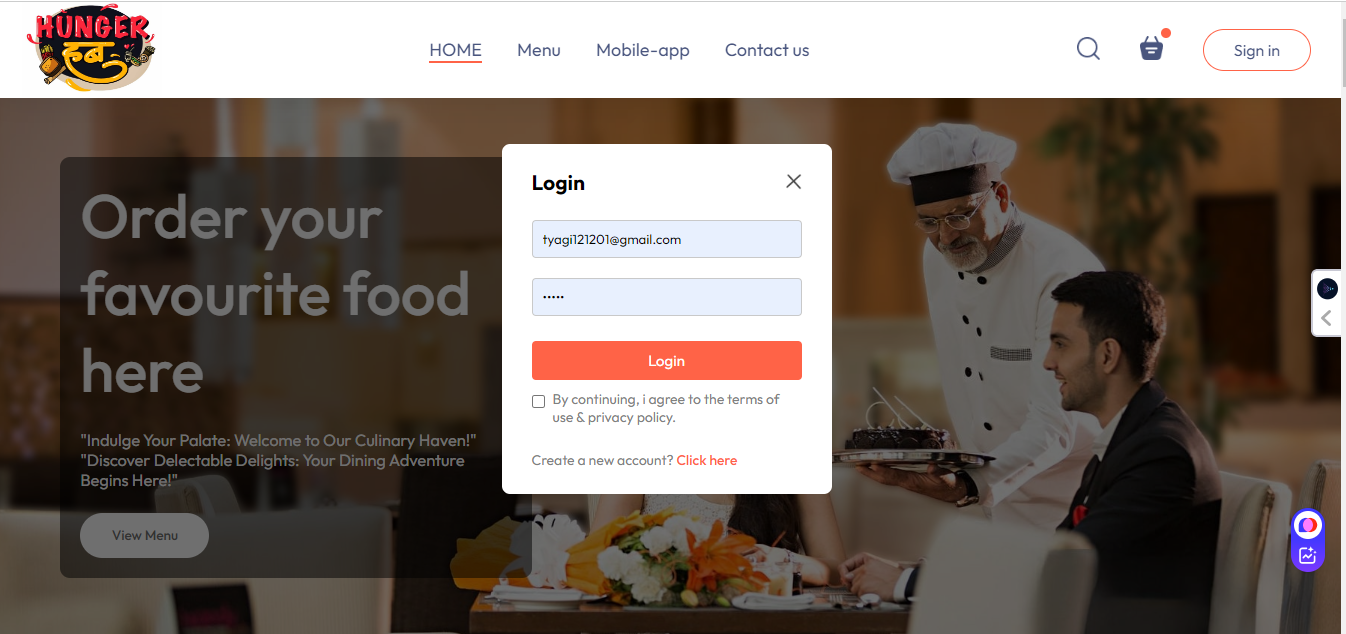 HUNGER
हब
HOME
Menu
Mobile-app
Contact us
Sign in
Order your
favourite food
here
"Indulge Your Palate: Welcome to Our Culinary Haven!"
"Discover Delectable Delights: Your Dining Adventure
Begins Here!"
View Menu
Login
tyagi121201@gmail.com
•••••
Login
By continuing, i agree to the terms of
use & privacy policy.
Create a new account? Click here